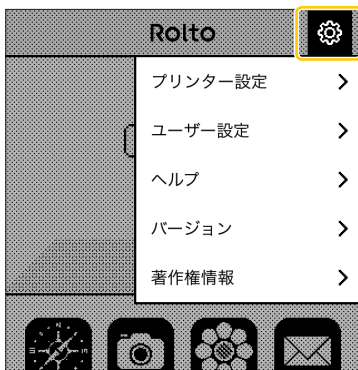 Rolto
プリンター設定
ユーザー設定
ヘルプ
バージョン
著作権情報